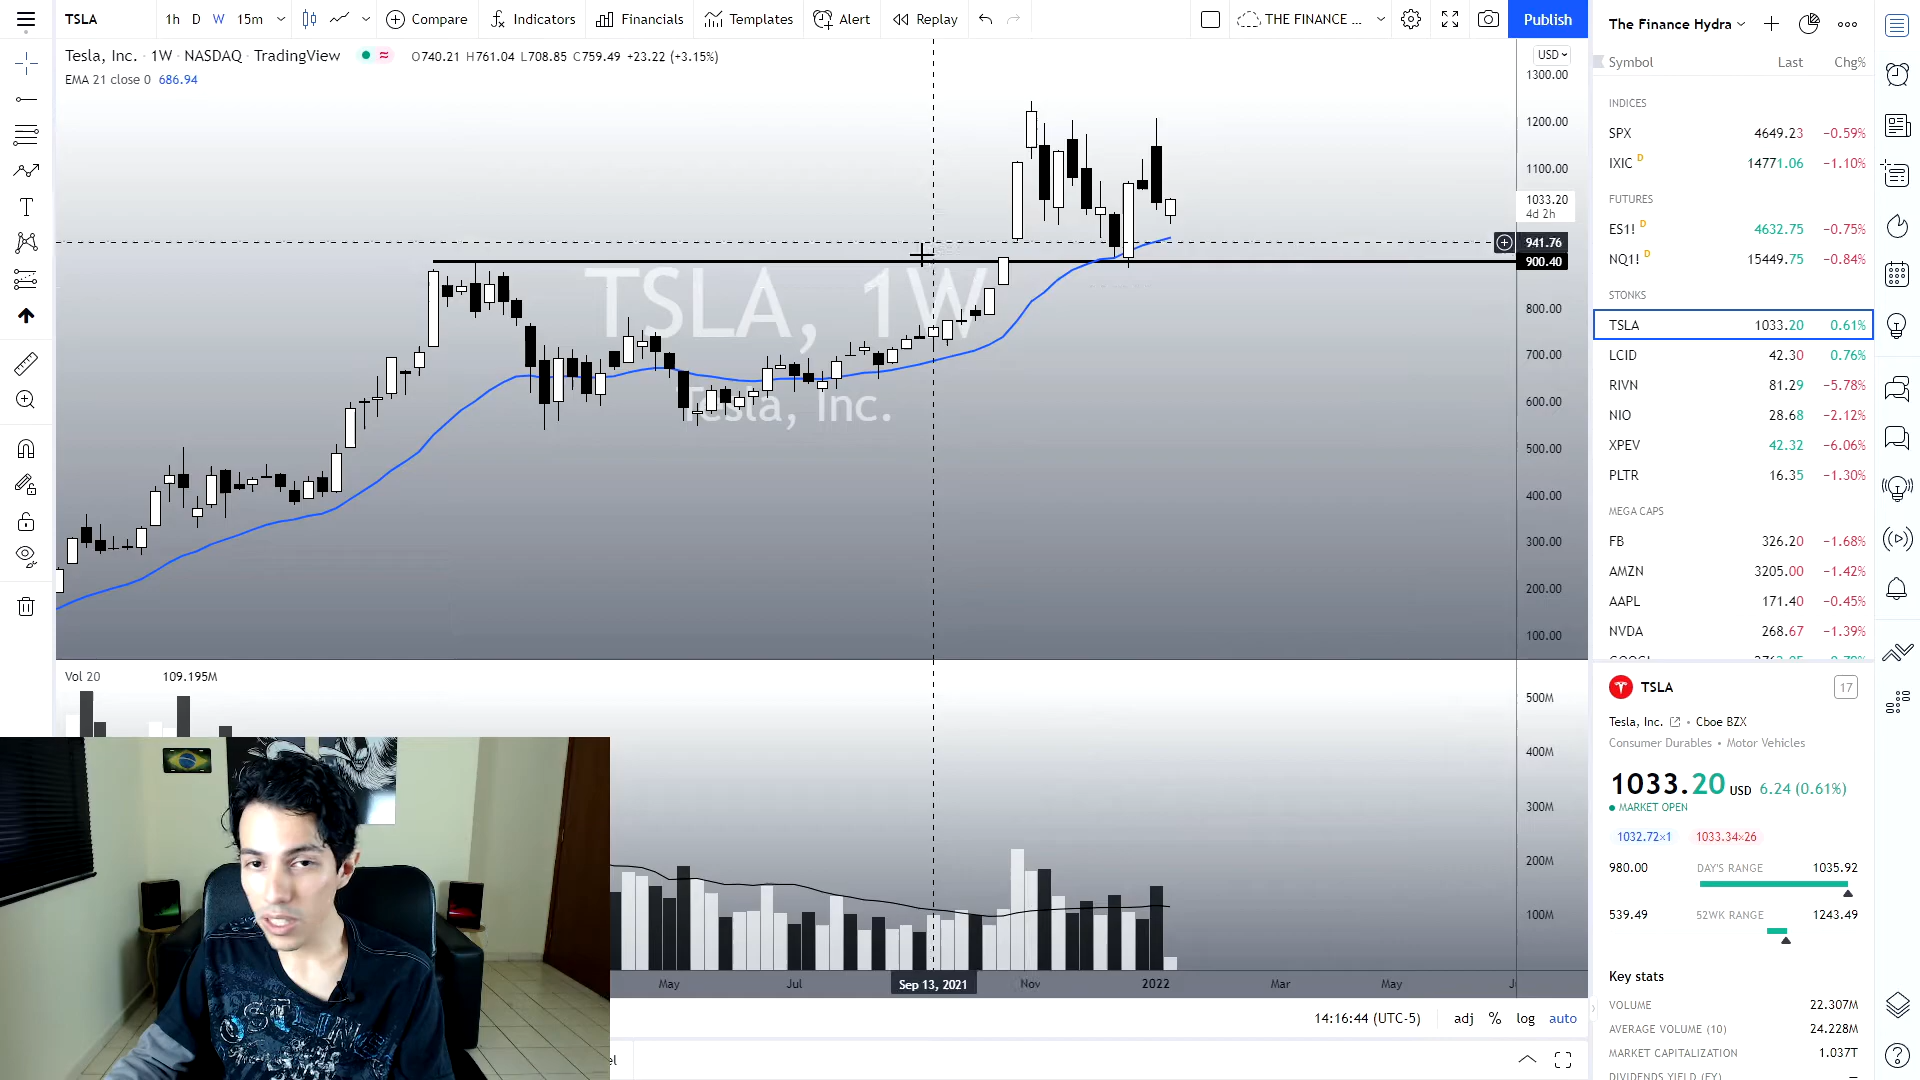 TSLA 1h D W 15m Compare Indicators Financials Templates Alert Replay THE FINANCE ... Publish
Tesla, Inc. · 1W · NASDAQ · TradingView O740.21 H761.04 L708.85 C759.49 +23.22 (+3.15%)
EMA 21 close 0 686.94
USD
1300.00
1200.00
1100.00
1033.20
4d 2h
941.76
900.40
800.00
700.00
600.00
500.00
400.00
300.00
200.00
100.00
TSLA, 1W
Tesla, Inc.
Vol 20 109.195M
500M
400M
300M
200M
100M
May Jul Sep 13, 2021 Nov 2022 Mar May
14:16:44 (UTC-5) adj % log auto
The Finance Hydra
Symbol Last Chg%
INDICES
SPX 4649.23 −0.59%
IXIC D 14771.06 −1.10%
FUTURES
ES1! D 4632.75 −0.75%
NQ1! D 15449.75 −0.84%
STONKS
TSLA 1033.20 0.61%
LCID 42.30 0.76%
RIVN 81.29 −5.78%
NIO 28.68 −2.12%
XPEV 42.32 −6.06%
PLTR 16.35 −1.30%
MEGA CAPS
FB 326.20 −1.68%
AMZN 3205.00 −1.42%
AAPL 171.40 −0.45%
NVDA 268.67 −1.39%
TSLA 17
Tesla, Inc. • Cboe BZX
Consumer Durables • Motor Vehicles
1033.20 USD 6.24 (0.61%)
MARKET OPEN
1032.72×1 1033.34×26
980.00 DAY'S RANGE 1035.92
539.49 52WK RANGE 1243.49
Key stats
VOLUME 22.307M
AVERAGE VOLUME (10) 24.228M
MARKET CAPITALIZATION 1.037T
DIVIDENDS YIELD (FY) —